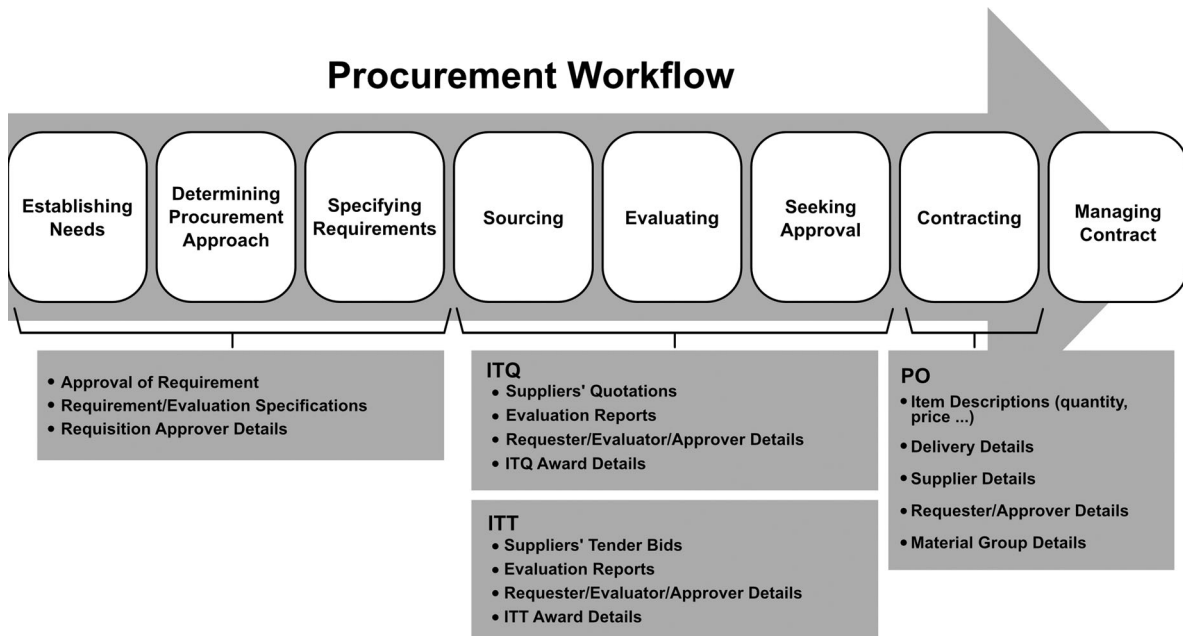 Procurement Workflow
Establishing
Needs
Determining
Procurement
Approach
Specifying
Requirements
Sourcing
Evaluating
Seeking
Approval
Contracting
Managing
Contract
• Approval of Requirement
• Requirement/Evaluation Specifications
• Requisition Approver Details
ITQ
• Suppliers' Quotations
• Evaluation Reports
• Requester/Evaluator/Approver Details
• ITQ Award Details
ITT
• Suppliers' Tender Bids
• Evaluation Reports
• Requester/Evaluator/Approver Details
• ITT Award Details
PO
• Item Descriptions (quantity,
price ...)
• Delivery Details
• Supplier Details
• Requester/Approver Details
• Material Group Details